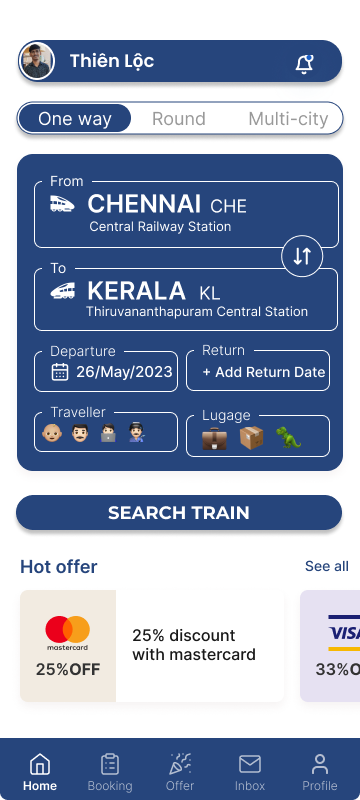 Thiên Lộc
One way Round Multi-city
From
CHENNAI CHE
Central Railway Station
To
KERALA KL
Thiruvananthapuram Central Station
Departure Return
26/May/2023 + Add Return Date
Traveller Lugage
SEARCH TRAIN
Hot offer See all
mastercard
25%OFF
25% discount
with mastercard
VISA
33%O
Home Booking Offer Inbox Profile